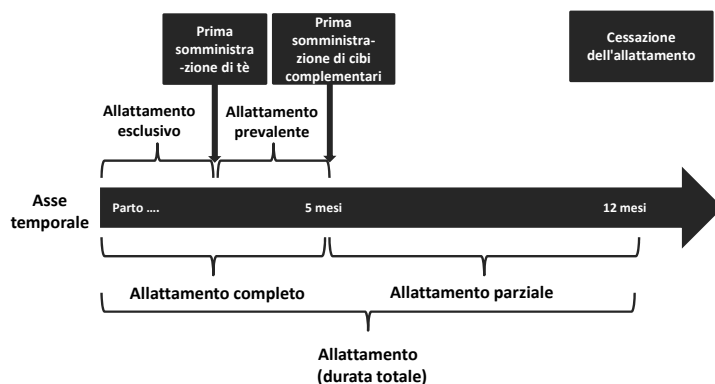 Prima
somministra
-zione di tè
Prima
somministra-
zione di cibi
complementari
Cessazione
dell'allattamento
Allattamento
esclusivo
Allattamento
prevalente
Asse
temporale
Parto ....
5 mesi
12 mesi
Allattamento completo
Allattamento parziale
Allattamento
(durata totale)